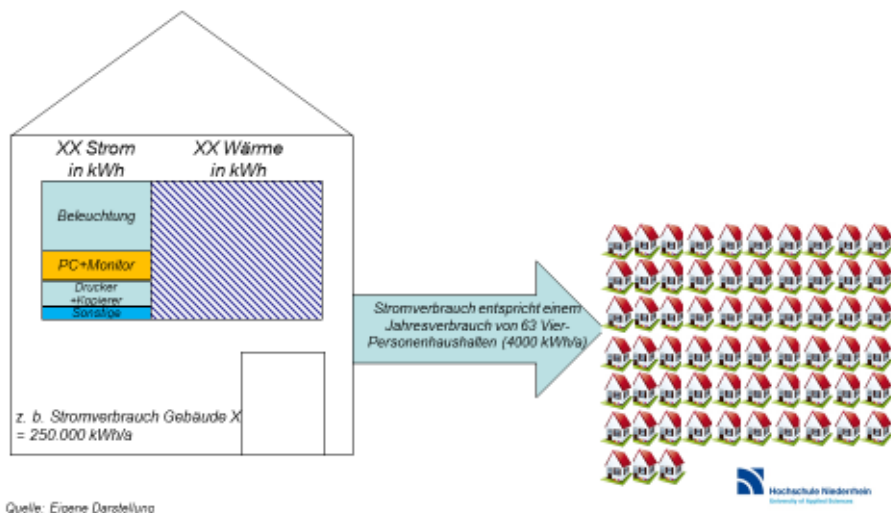 XX Strom
in kWh
XX Wärme
in kWh
Beleuchtung
PC+Monitor
Drucker
+Kopierer
Sonstige
Stromverbrauch entspricht einem
Jahresverbrauch von 63 Vier-
Personenhaushalten (4000 kWh/a)
z. b. Stromverbrauch Gebäude X
= 250.000 kWh/a
Hochschule Niederrhein
University of Applied Sciences
Quelle: Eigene Darstellung